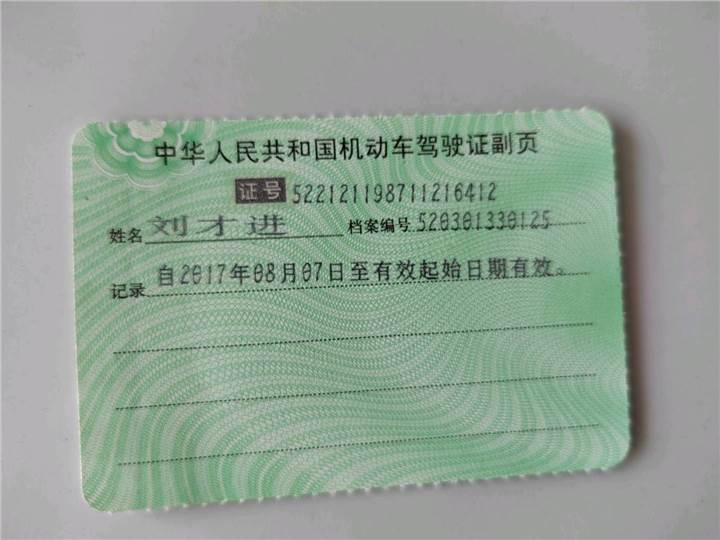 中华人民共和国机动车驾驶证副页
证号 522121198711216412
姓名 刘才进 档案编号 520301330125
记录 自2017年08月07日至有效起始日期有效。